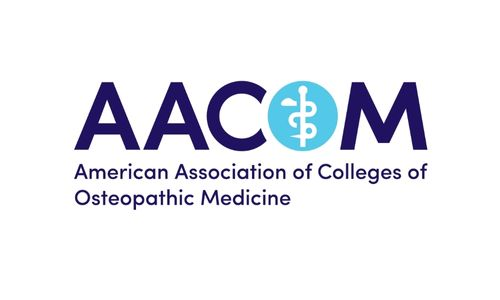 AACOM
American Association of Colleges of
Osteopathic Medicine